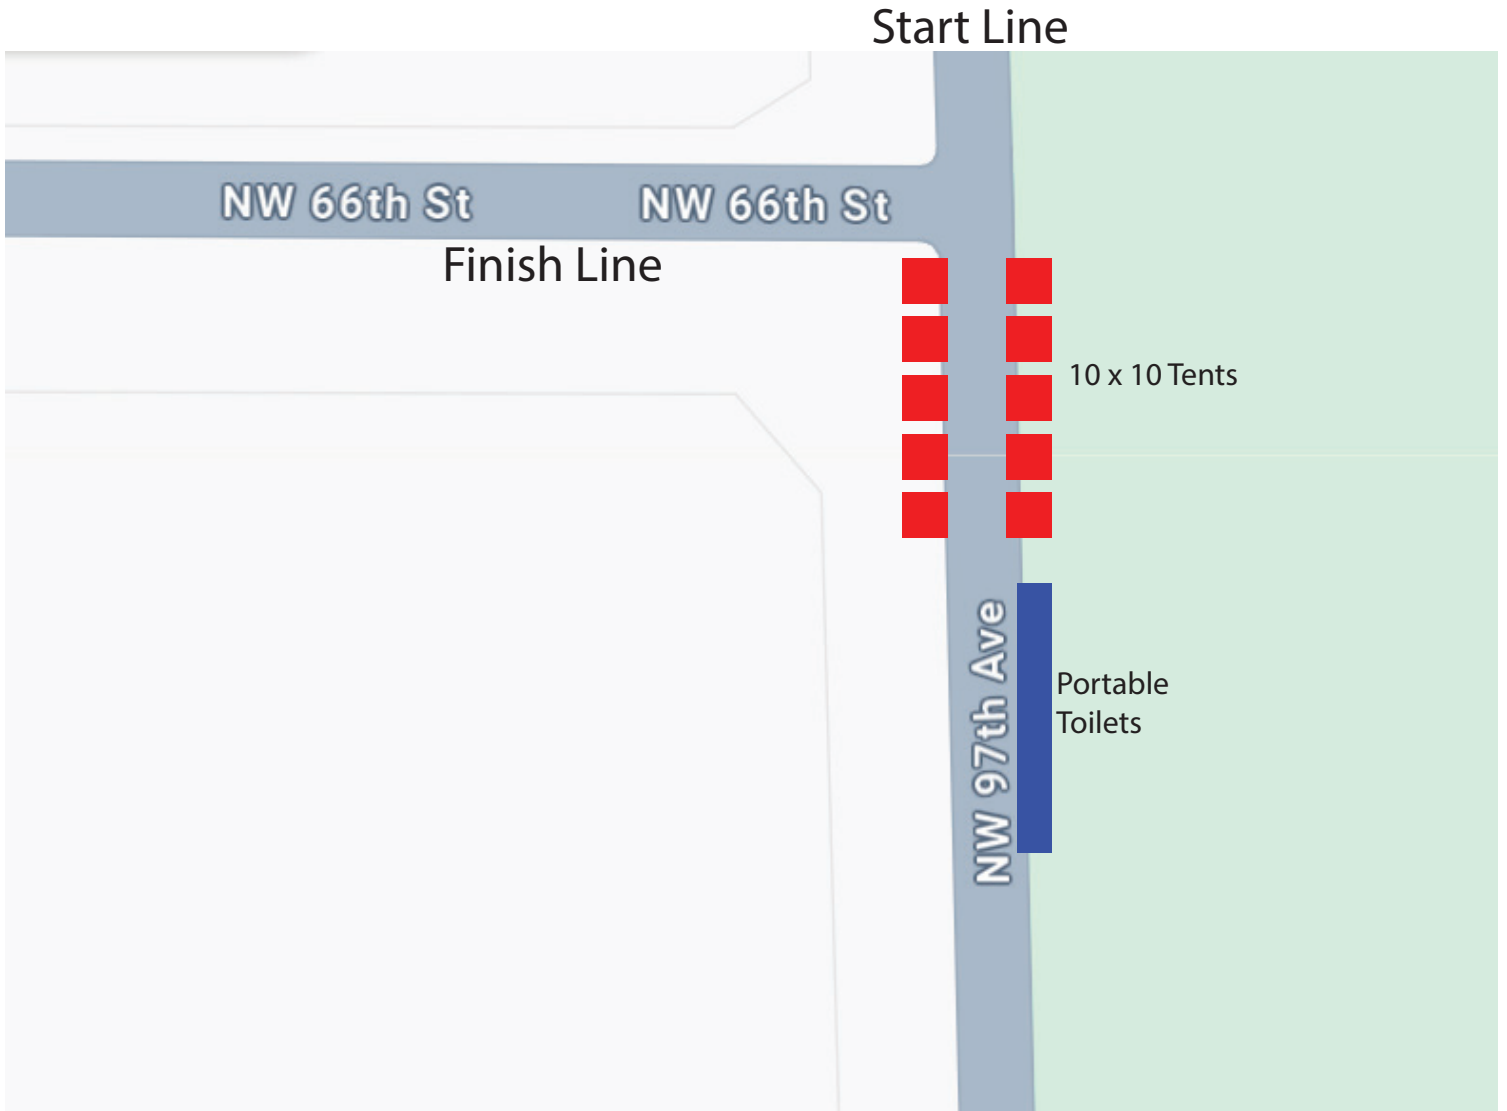 Start Line
NW 66th St
NW 66th St
Finish Line
10 x 10 Tents
NW 97th Ave
Portable
Toilets